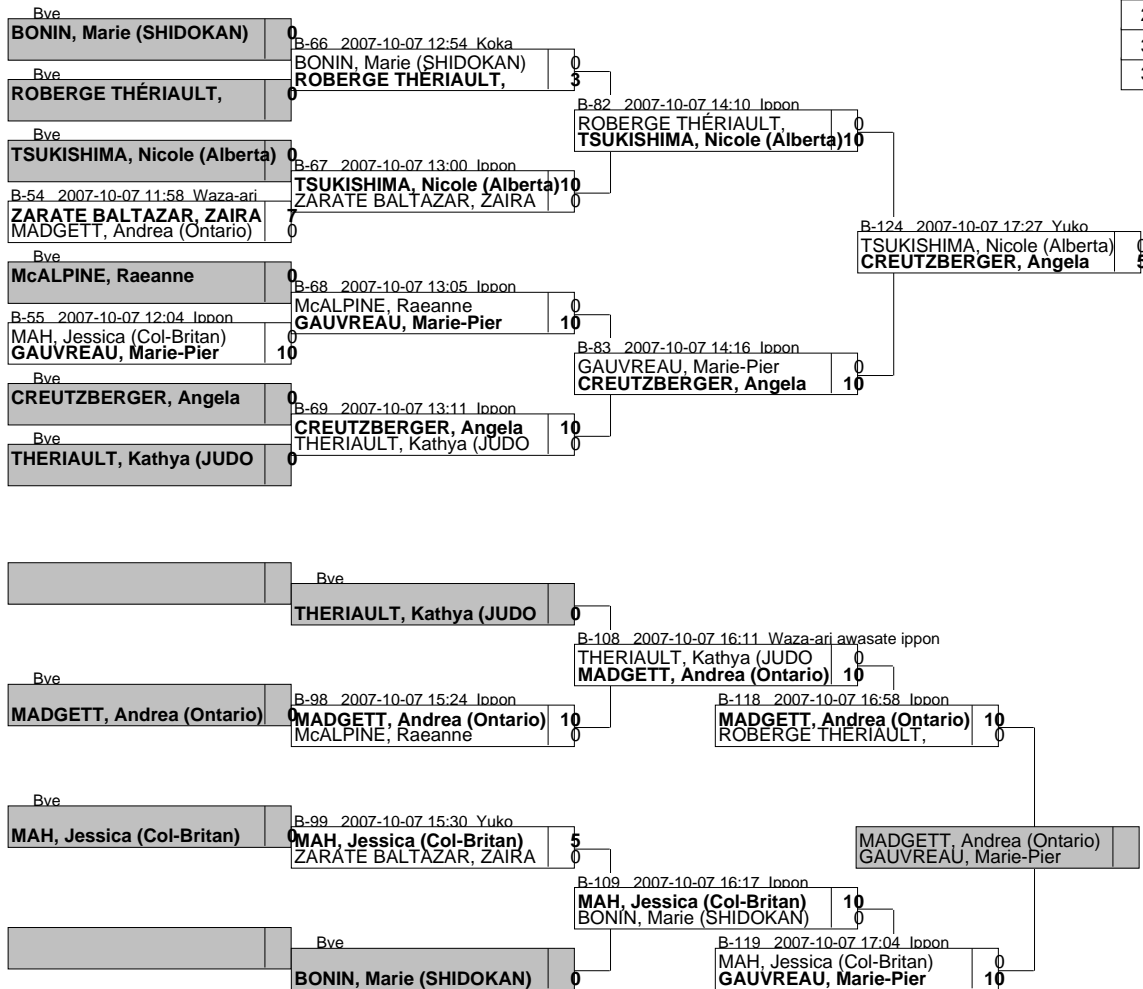 Bye
BONIN, Marie (SHIDOKAN) 0
Bye
ROBERGE THÉRIAULT, 0
Bye
TSUKISHIMA, Nicole (Alberta) 0
B-54 2007-10-07 11:58 Waza-ari
ZARATE BALTAZAR, ZAIRA 7
MADGETT, Andrea (Ontario) 0
Bye
McALPINE, Raeanne 0
B-55 2007-10-07 12:04 Ippon
MAH, Jessica (Col-Britan) 0
GAUVREAU, Marie-Pier 10
Bye
CREUTZBERGER, Angela 0
Bye
THERIAULT, Kathya (JUDO 0
B-66 2007-10-07 12:54 Koka
BONIN, Marie (SHIDOKAN) 0
ROBERGE THÉRIAULT, 3
B-67 2007-10-07 13:00 Ippon
TSUKISHIMA, Nicole (Alberta) 10
ZARATE BALTAZAR, ZAIRA 0
B-68 2007-10-07 13:05 Ippon
McALPINE, Raeanne 0
GAUVREAU, Marie-Pier 10
B-69 2007-10-07 13:11 Ippon
CREUTZBERGER, Angela 10
THERIAULT, Kathya (JUDO 0
B-82 2007-10-07 14:10 Ippon
ROBERGE THÉRIAULT, 0
TSUKISHIMA, Nicole (Alberta) 10
B-83 2007-10-07 14:16 Ippon
GAUVREAU, Marie-Pier 0
CREUTZBERGER, Angela 10
B-124 2007-10-07 17:27 Yuko
TSUKISHIMA, Nicole (Alberta) 0
CREUTZBERGER, Angela 5
Bye
THERIAULT, Kathya (JUDO 0
Bye
MADGETT, Andrea (Ontario) 0
B-98 2007-10-07 15:24 Ippon
MADGETT, Andrea (Ontario) 10
McALPINE, Raeanne 0
B-108 2007-10-07 16:11 Waza-ari awasate ippon
THERIAULT, Kathya (JUDO 0
MADGETT, Andrea (Ontario) 10
B-118 2007-10-07 16:58 Ippon
MADGETT, Andrea (Ontario) 10
ROBERGE THÉRIAULT, 0
Bye
MAH, Jessica (Col-Britan) 0
B-99 2007-10-07 15:30 Yuko
MAH, Jessica (Col-Britan) 5
ZARATE BALTAZAR, ZAIRA 0
MADGETT, Andrea (Ontario)
GAUVREAU, Marie-Pier
B-109 2007-10-07 16:17 Ippon
MAH, Jessica (Col-Britan) 10
BONIN, Marie (SHIDOKAN) 0
Bye
BONIN, Marie (SHIDOKAN) 0
B-119 2007-10-07 17:04 Ippon
MAH, Jessica (Col-Britan) 0
GAUVREAU, Marie-Pier 10